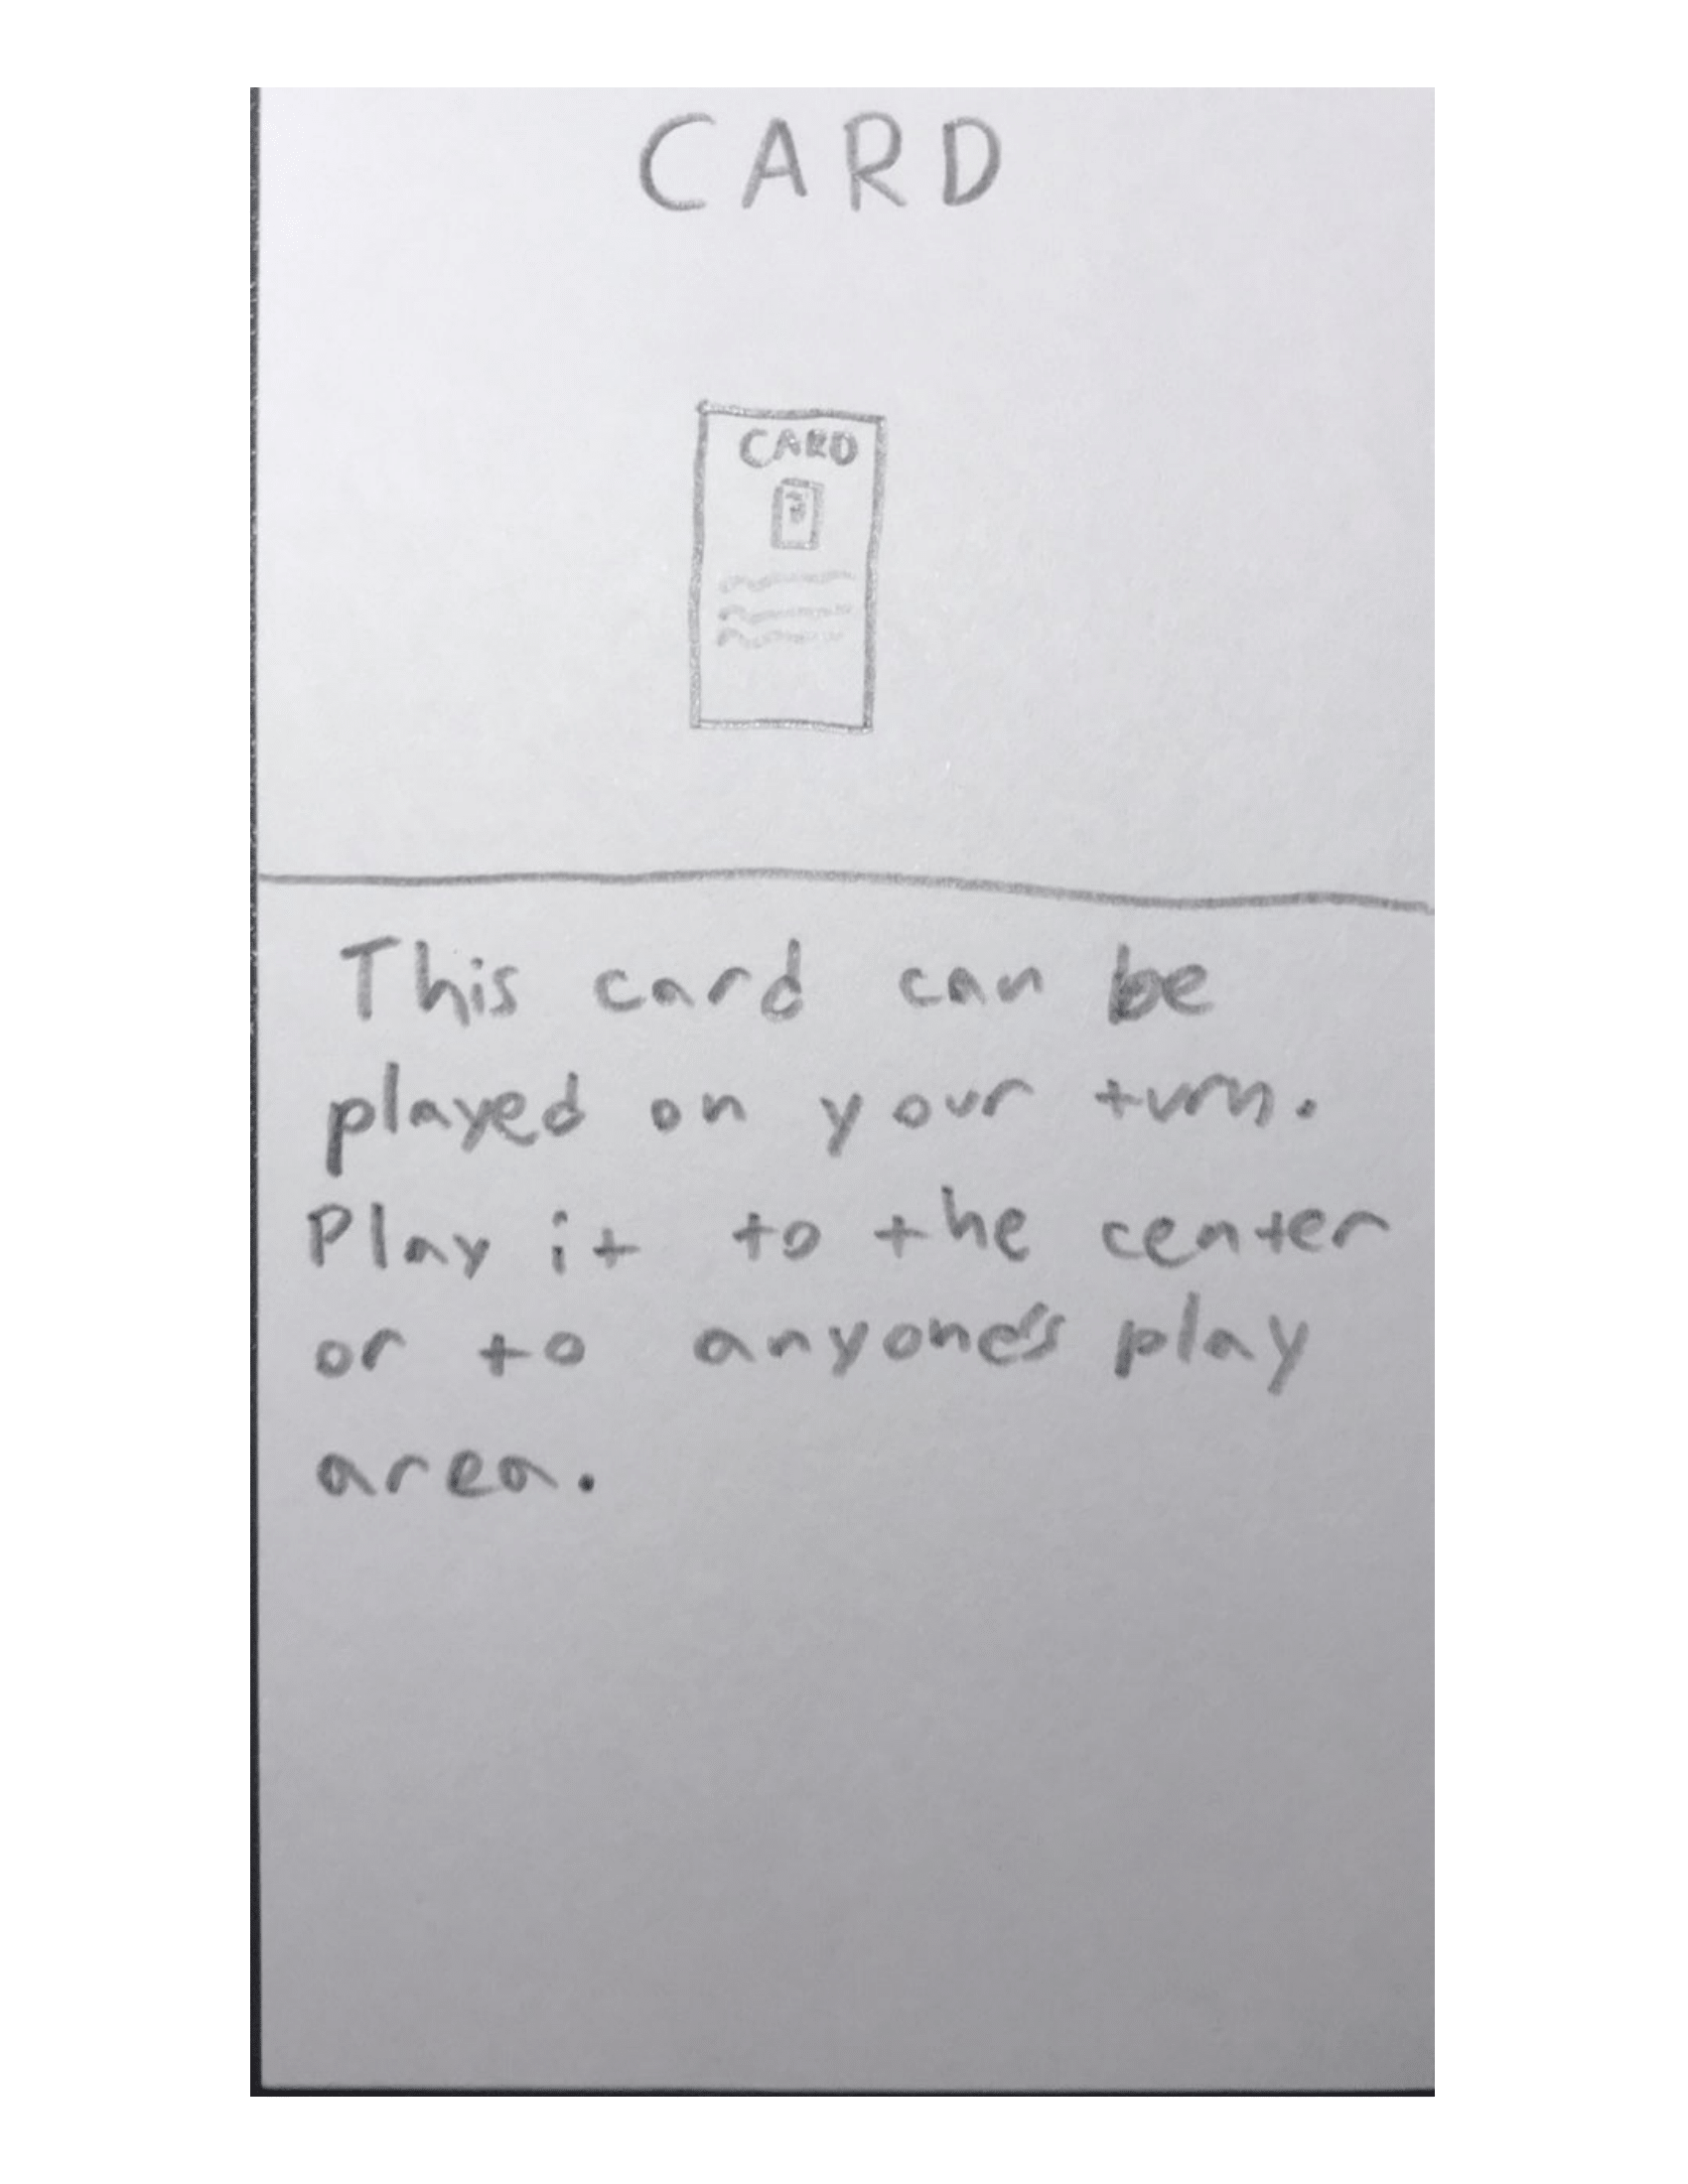 CARD
CARD
This card can be
played on your turn.
Play it to the center
or to anyone's play
area.